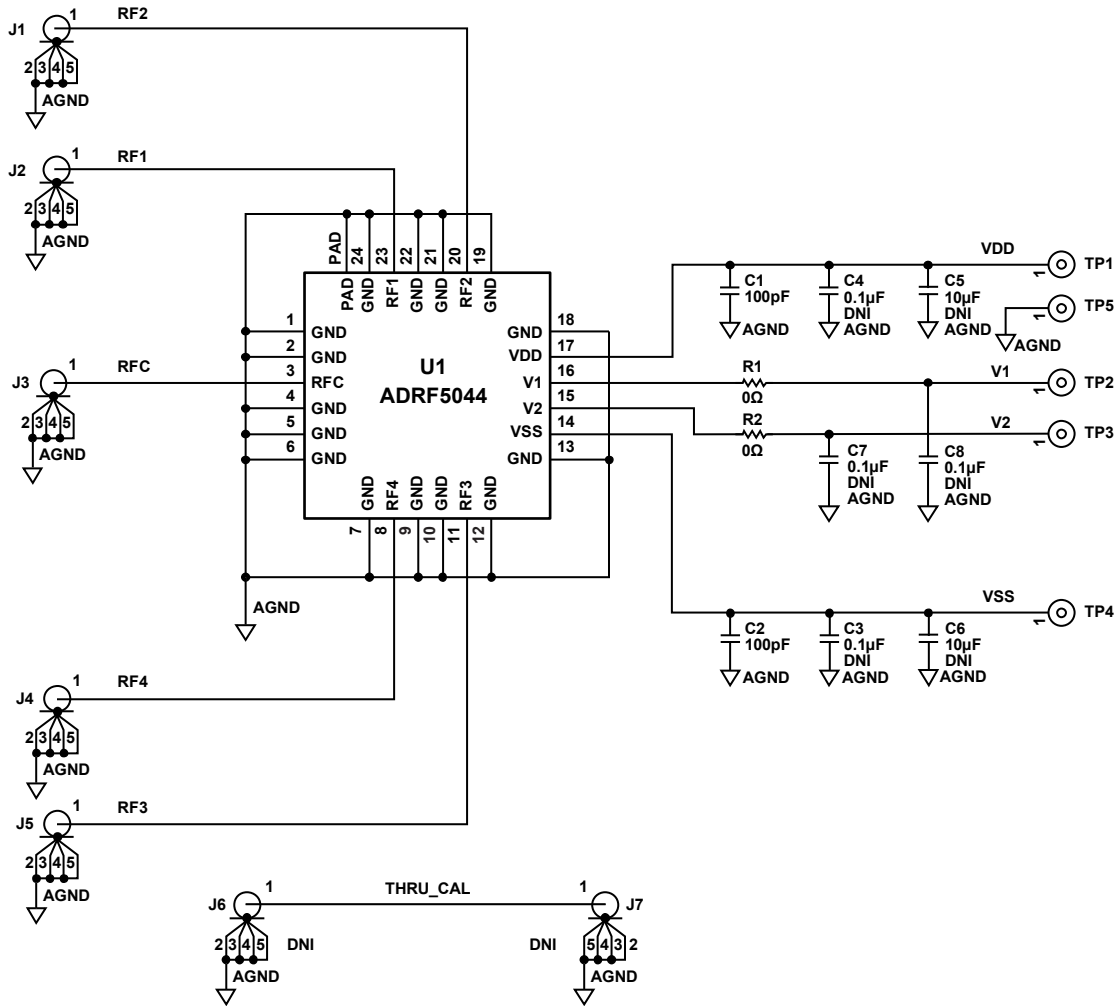 J1
1
RF2
2 3 4 5
AGND
J2
1
RF1
2 3 4 5
AGND
J3
1
RFC
2 3 4 5
AGND
PAD 24 23 22 21 20 19
PAD GND RF1 GND GND RF2 GND
1 GND
2 GND
3 RFC
4 GND
5 GND
6 GND
U1
ADRF5044
GND 18
VDD 17
V1 16
V2 15
VSS 14
GND 13
GND RF4 GND GND RF3 GND
7 8 9 10 11 12
AGND
C1
100pF
AGND
C4
0.1µF
DNI
AGND
C5
10µF
DNI
AGND
VDD
1
TP1
1
TP5
AGND
R1
0Ω
V1
1
TP2
R2
0Ω
V2
1
TP3
C7
0.1µF
DNI
AGND
C8
0.1µF
DNI
AGND
VSS
1
TP4
C2
100pF
AGND
C3
0.1µF
DNI
AGND
C6
10µF
DNI
AGND
J4
1
RF4
2 3 4 5
AGND
J5
1
RF3
2 3 4 5
AGND
J6
1
THRU_CAL
1
J7
2 3 4 5
DNI
AGND
DNI
5 4 3 2
AGND